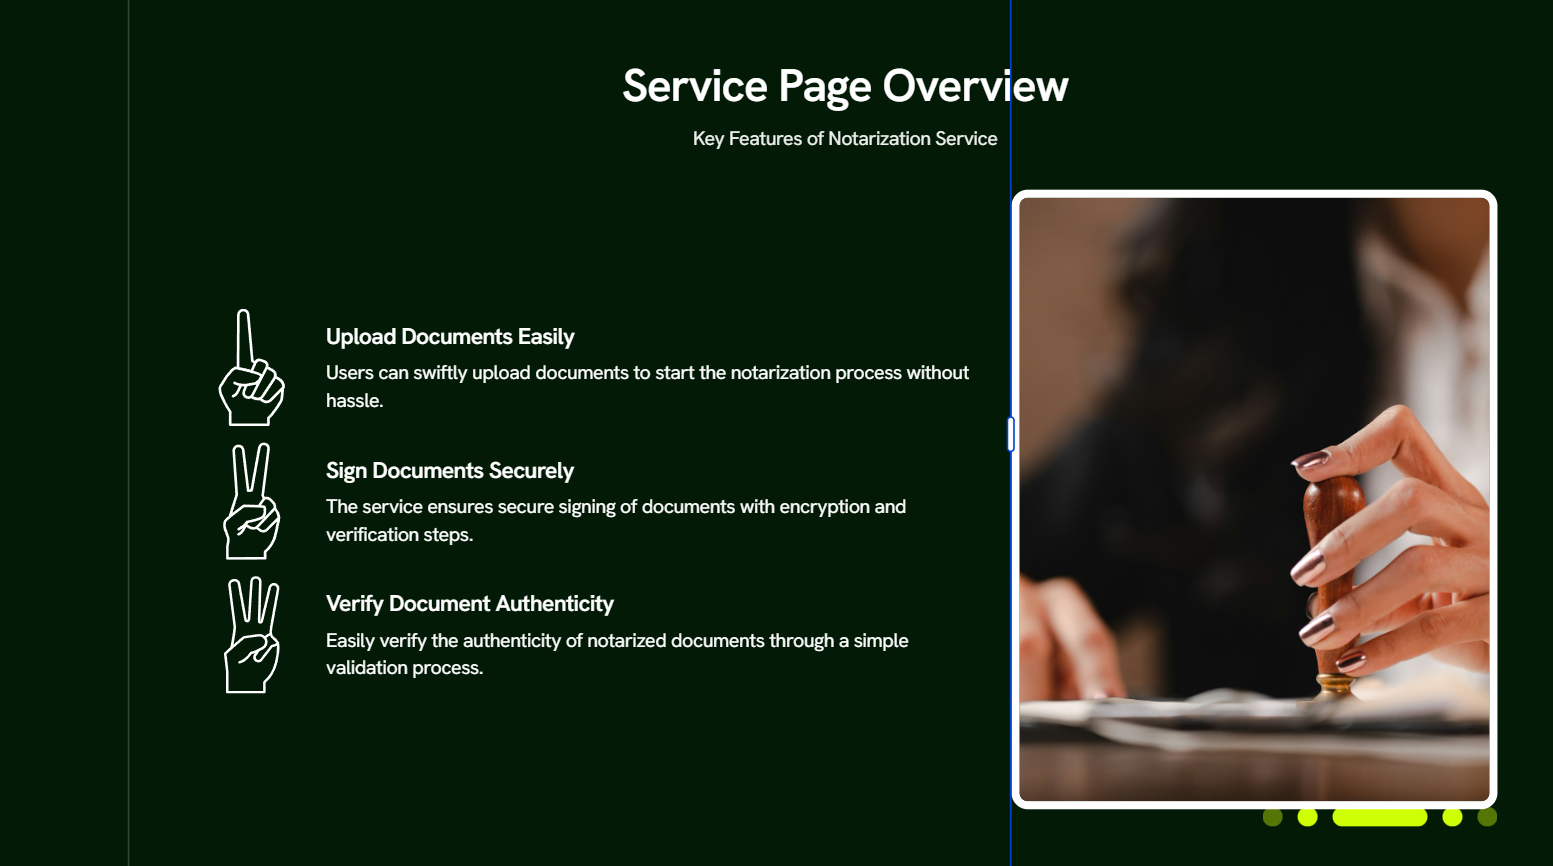 Service Page Overview
Key Features of Notarization Service
Upload Documents Easily
Users can swiftly upload documents to start the notarization process without
hassle.
Sign Documents Securely
The service ensures secure signing of documents with encryption and
verification steps.
Verify Document Authenticity
Easily verify the authenticity of notarized documents through a simple
validation process.